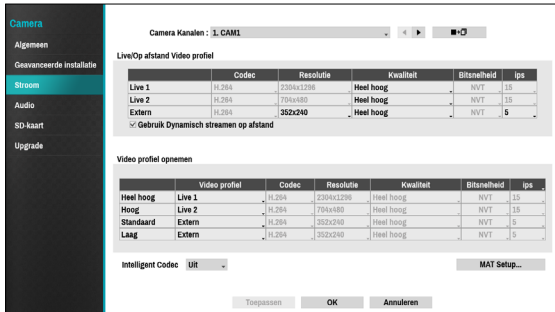 Camera
Algemeen
Geavanceerde installatie
Stroom
Audio
SD-kaart
Upgrade
Camera Kanalen : 1. CAM1
Live/Op afstand Video profiel
Codec Resolutie Kwaliteit Bitsnelheid ips
Live 1 H.264 2304x1296 Heel hoog NVT 15
Live 2 H.264 704x480 Heel hoog NVT 15
Extern H.264 352x240 Heel hoog NVT 5
Gebruik Dynamisch streamen op afstand
Video profiel opnemen
Video profiel Codec Resolutie Kwaliteit Bitsnelheid ips
Heel hoog Live 1 H.264 2304x1296 Heel hoog NVT 15
Hoog Live 2 H.264 704x480 Heel hoog NVT 15
Standaard Extern H.264 352x240 Heel hoog NVT 5
Laag Extern H.264 352x240 Heel hoog NVT 5
Intelligent Codec Uit MAT Setup...
Toepassen OK Annuleren